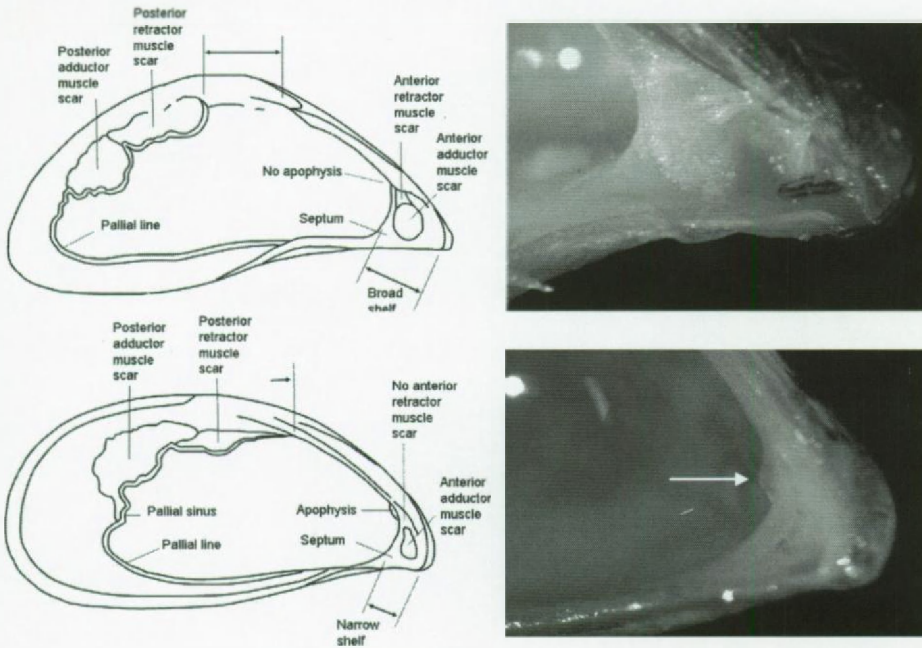 Posterior
retractor
muscle
scar
Posterior
adductor
muscle
scar
Anterior
retractor
muscle
scar
Anterior
adductor
muscle
scar
No apophysis
Septum
Pallial line
Broad
shelf
Posterior
adductor
muscle
scar
Posterior
retractor
muscle
scar
No anterior
retractor
muscle
scar
Anterior
adductor
muscle
scar
Pallial sinus
Apophysis
Pallial line
Septum
Narrow
shelf